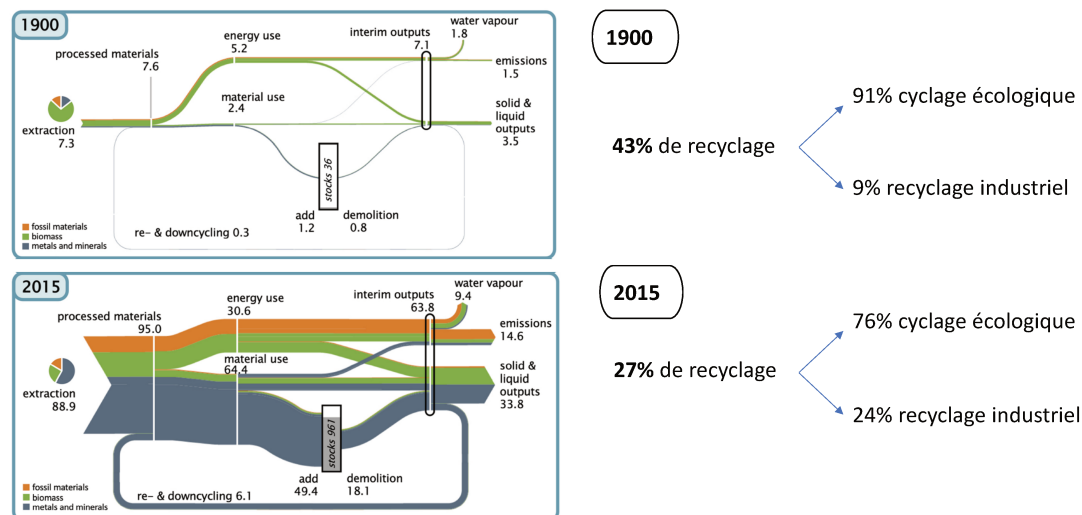 1900
processed materials
7.6
energy use
5.2
interim outputs
7.1
water vapour
1.8
emissions
1.5
material use
2.4
solid &
liquid
outputs
3.5
extraction
7.3
stocks 36
add
1.2
demolition
0.8
fossil materials
biomass
metals and minerals
re- & downcycling 0.3
1900
43% de recyclage
91% cyclage écologique
9% recyclage industriel
2015
processed materials
95.0
energy use
30.6
interim outputs
63.8
water vapour
9.4
emissions
14.6
material use
64.4
solid &
liquid
outputs
33.8
extraction
88.9
stocks 961
add
49.4
demolition
18.1
fossil materials
biomass
metals and minerals
re- & downcycling 6.1
2015
27% de recyclage
76% cyclage écologique
24% recyclage industriel